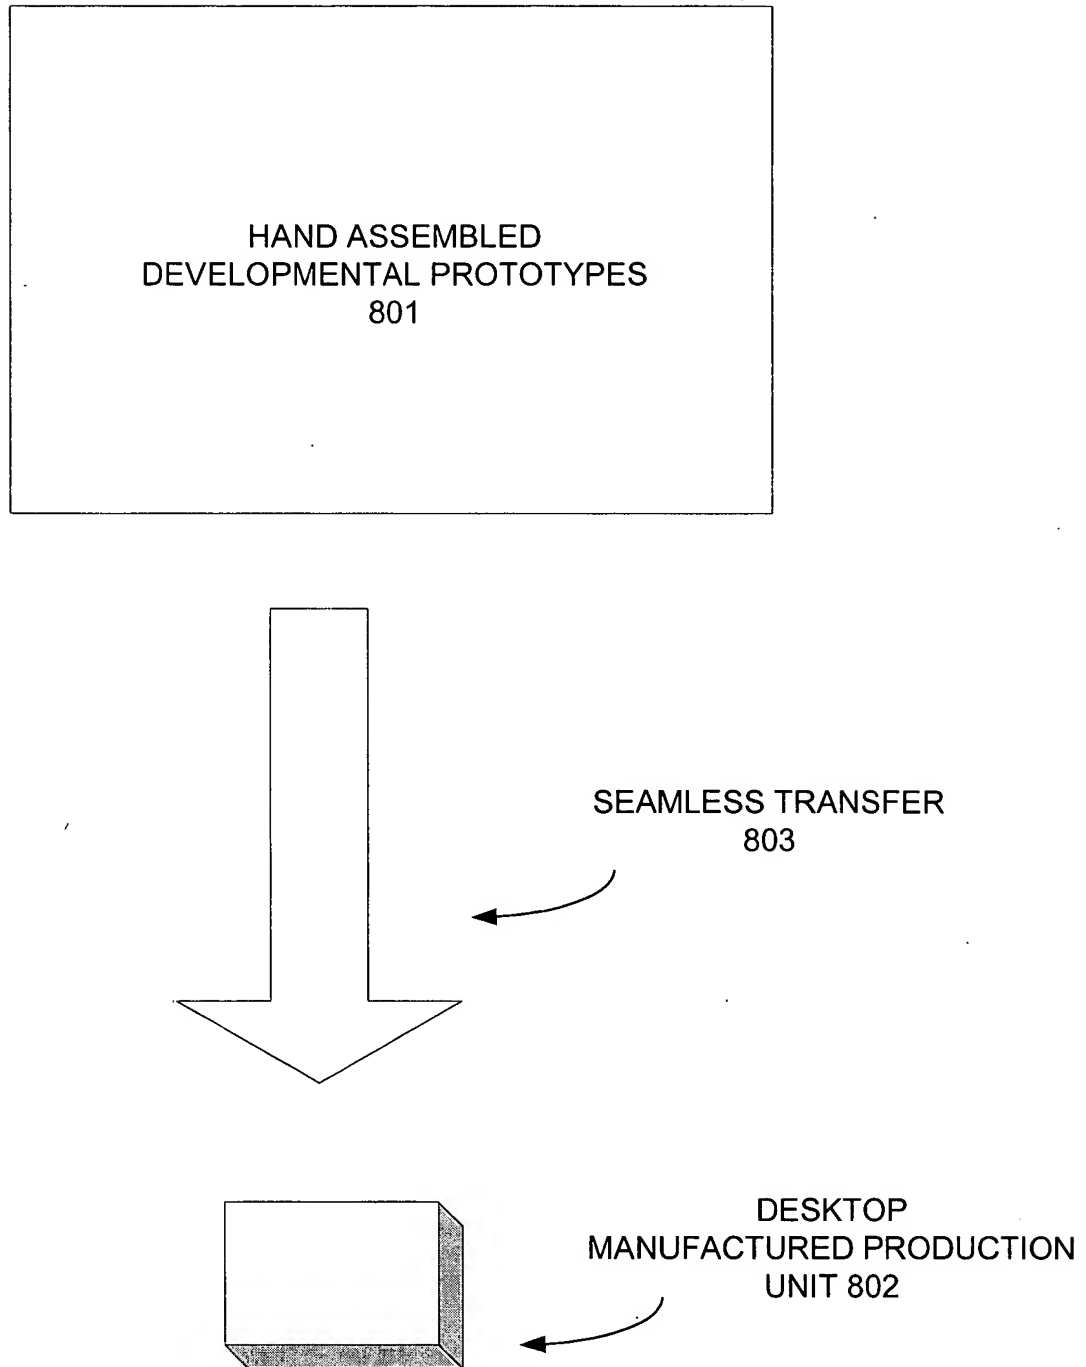 HAND ASSEMBLED
DEVELOPMENTAL PROTOTYPES
801
SEAMLESS TRANSFER
803
DESKTOP
MANUFACTURED PRODUCTION
UNIT 802